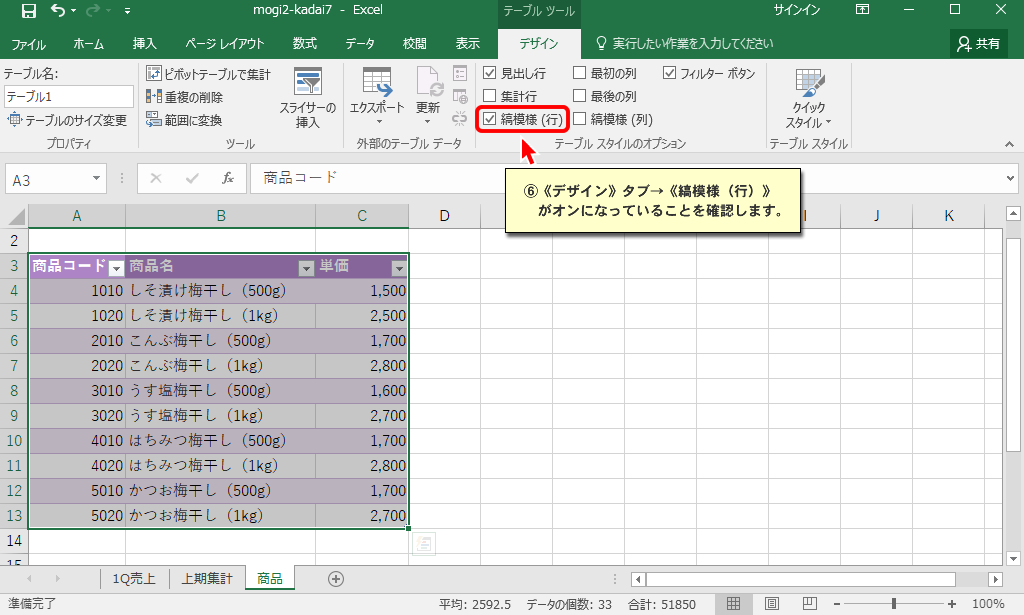 mogi2-kadai7 - Excel
テーブル ツール
サインイン
ファイル ホーム 挿入 ページ レイアウト 数式 データ 校閲 表示 デザイン 実行したい作業を入力してください 共有
テーブル名:
テーブル1
テーブルのサイズ変更
プロパティ
ピボットテーブルで集計
重複の削除
範囲に変換
スライサーの
挿入
ツール
エクスポート
更新
外部のテーブル データ
見出し行
集計行
縞模様 (行)
最初の列
最後の列
縞模様 (列)
フィルター ボタン
テーブル スタイルのオプション
クイック
スタイル
テーブル スタイル
A3
fx
商品コード
⑥《デザイン》タブ→《縞模様（行）》
がオンになっていることを確認します。
A B C D I J K
2
3 商品コード 商品名 単価
4 1010 しそ漬け梅干し（500g） 1,500
5 1020 しそ漬け梅干し（1kg） 2,500
6 2010 こんぶ梅干し（500g） 1,700
7 2020 こんぶ梅干し（1kg） 2,800
8 3010 うす塩梅干し（500g） 1,600
9 3020 うす塩梅干し（1kg） 2,700
10 4010 はちみつ梅干し（500g） 1,700
11 4020 はちみつ梅干し（1kg） 2,800
12 5010 かつお梅干し（500g） 1,700
13 5020 かつお梅干し（1kg） 2,700
14
15
1Q売上 上期集計 商品
準備完了 平均: 2592.5 データの個数: 33 合計: 51850 100%